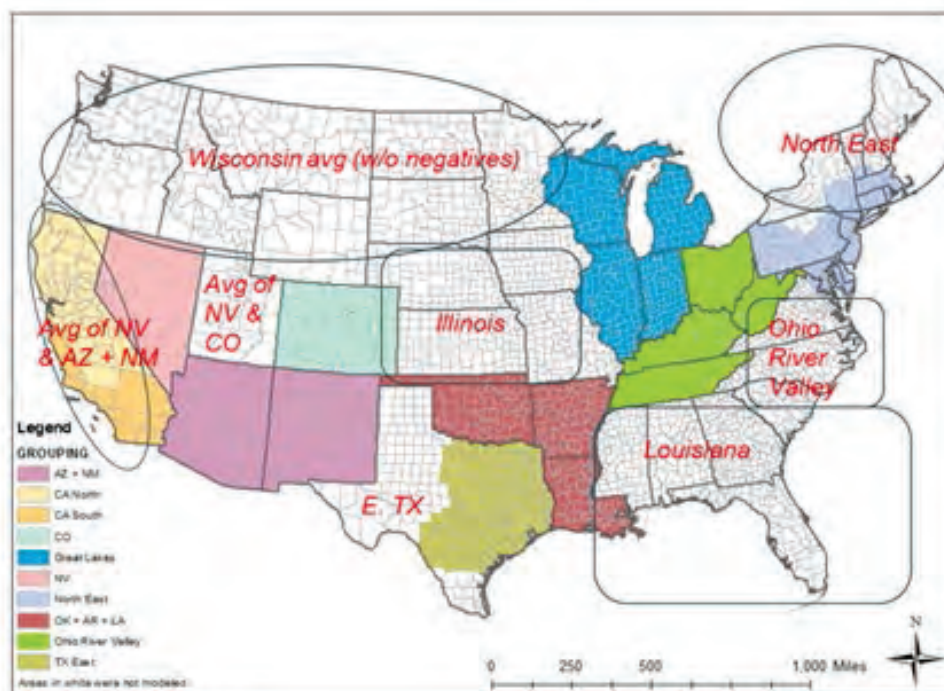 Wisconsin avg (w/o negatives)
North East
Avg of NV
& AZ + NM
Avg of
NV &
CO
Illinois
Ohio
River
Valley
Louisiana
E. TX
Legend
GROUPING
AZ + NM
CA North
CA South
CO
Great Lakes
NV
North East
OK + AR + LA
Ohio River Valley
TX East
Areas in white were not modeled
N
0 250 500 1,000 Miles